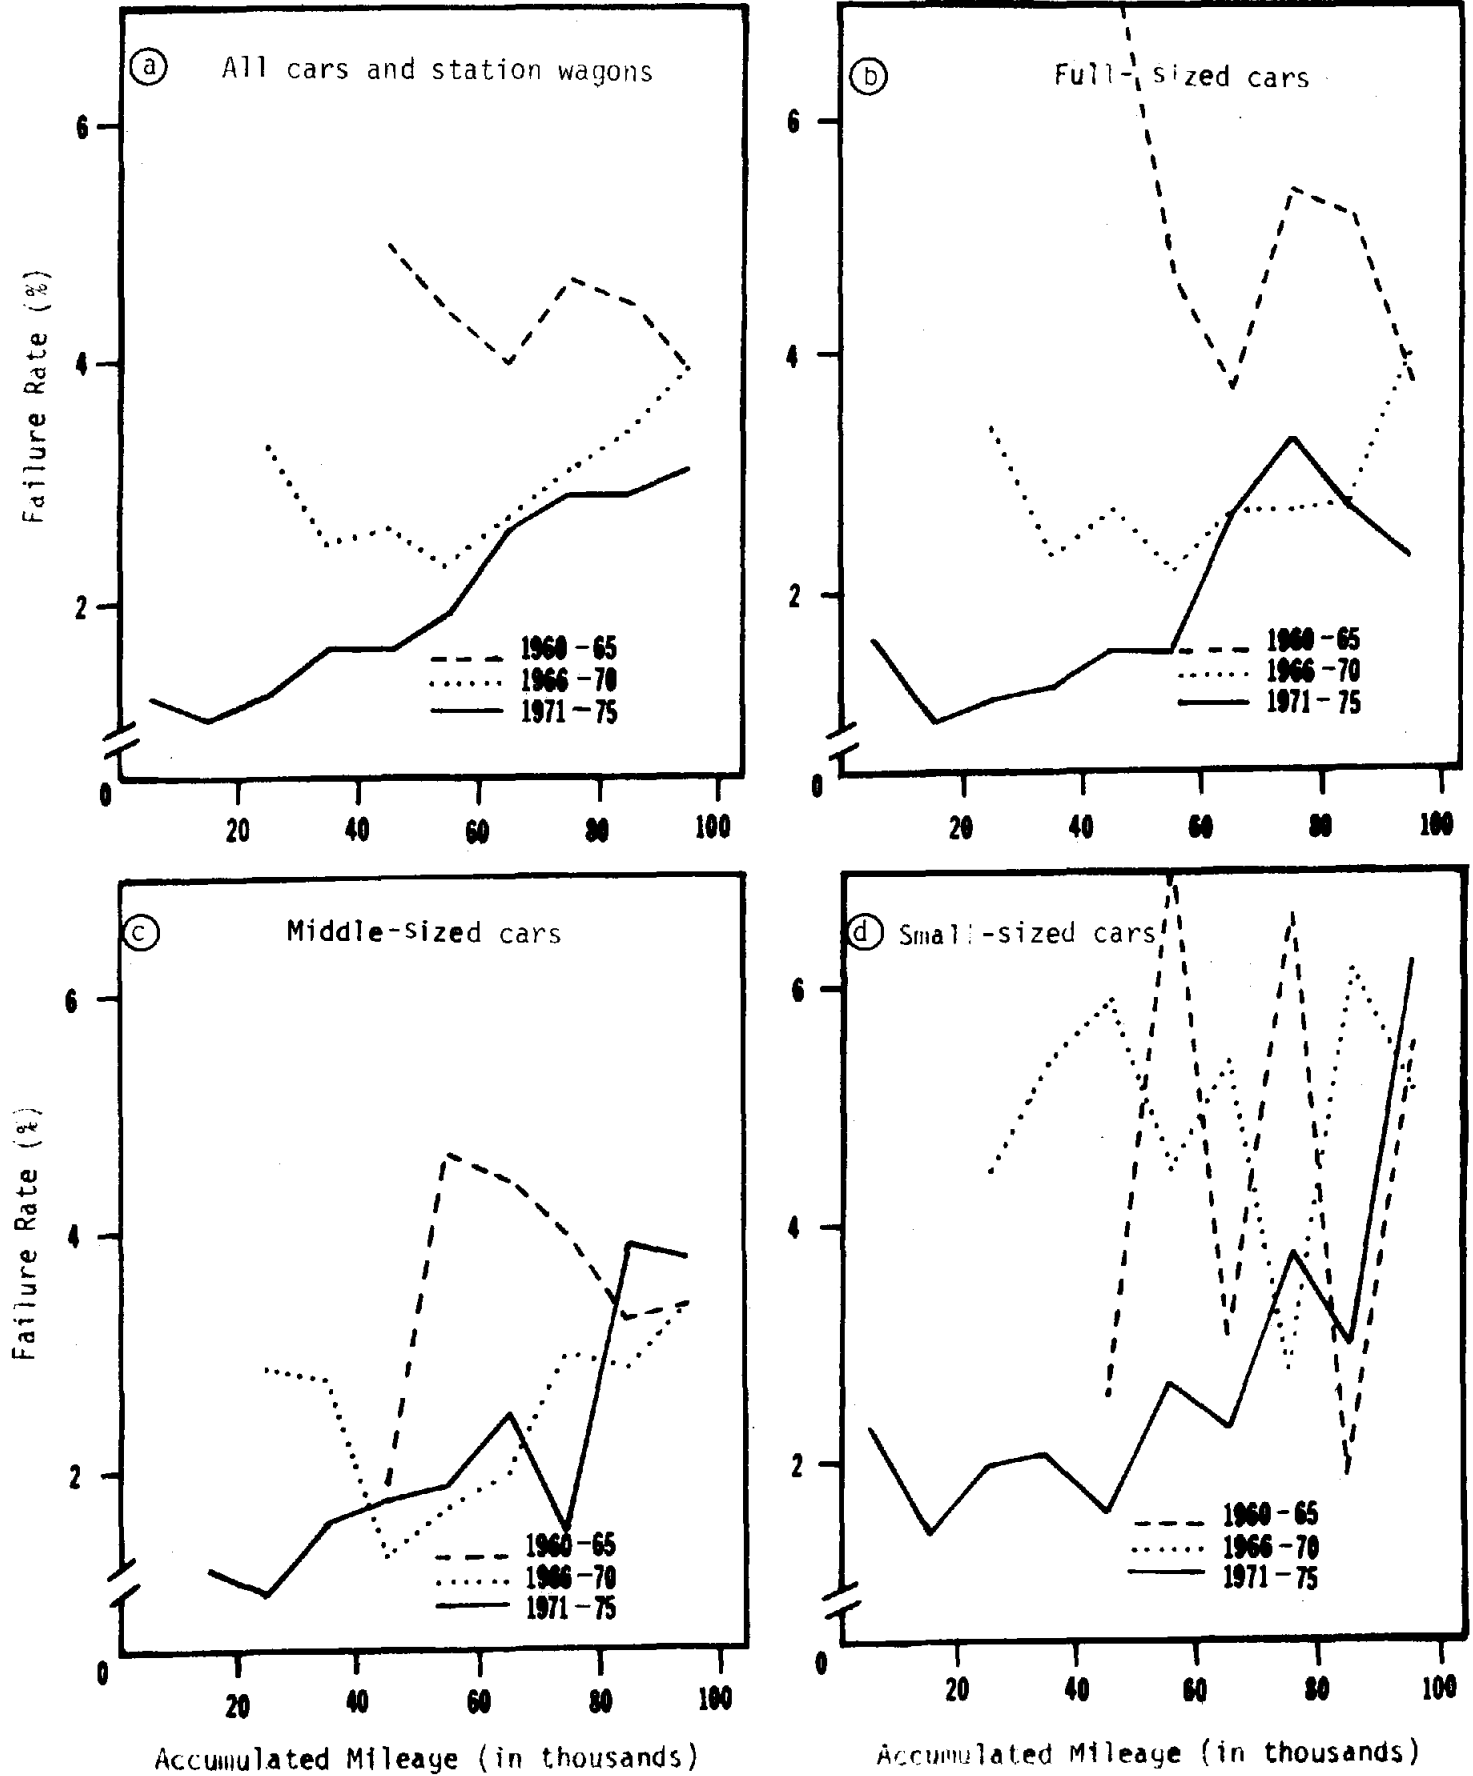 ⓐ All cars and station wagons
6
4
2
0
Failure Rate (%)
1960-65
1966-70
1971-75
20 40 60 80 100
ⓑ Full-sized cars
6
4
2
0
1960-65
1966-70
1971-75
20 40 60 80 100
ⓒ Middle-sized cars
6
4
2
0
Failure Rate (%)
1960-65
1966-70
1971-75
20 40 60 80 100
Accumulated Mileage (in thousands)
ⓓ Small-sized cars
6
4
2
0
1960-65
1966-70
1971-75
20 40 60 80 100
Accumulated Mileage (in thousands)